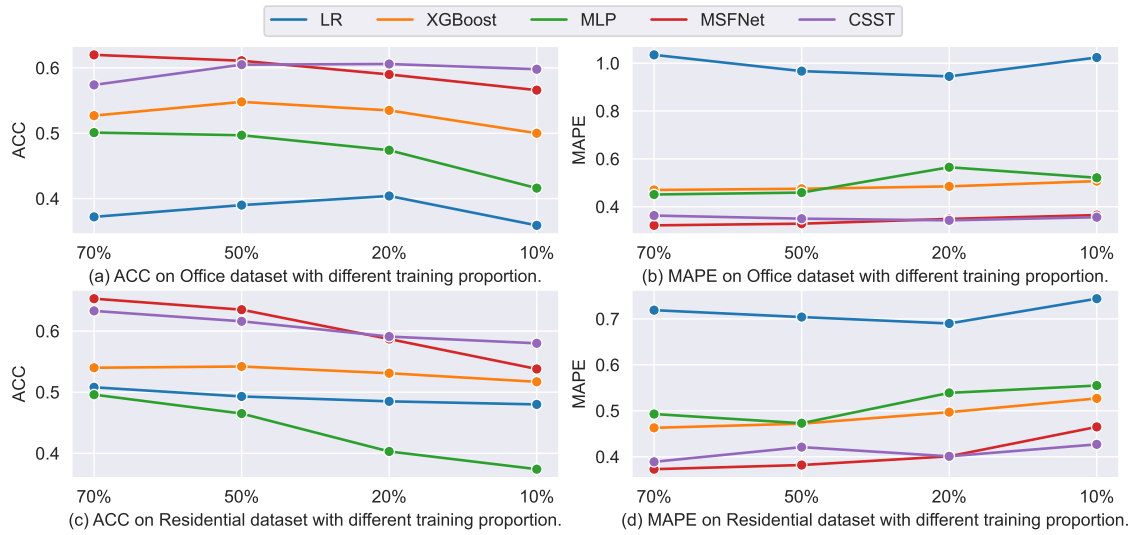 LR XGBoost MLP MSFNet CSST
ACC
0.6
0.5
0.4
70% 50% 20% 10%
(a) ACC on Office dataset with different training proportion.
MAPE
1.0
0.8
0.6
0.4
70% 50% 20% 10%
(b) MAPE on Office dataset with different training proportion.
ACC
0.6
0.5
0.4
70% 50% 20% 10%
(c) ACC on Residential dataset with different training proportion.
MAPE
0.7
0.6
0.5
0.4
70% 50% 20% 10%
(d) MAPE on Residential dataset with different training proportion.